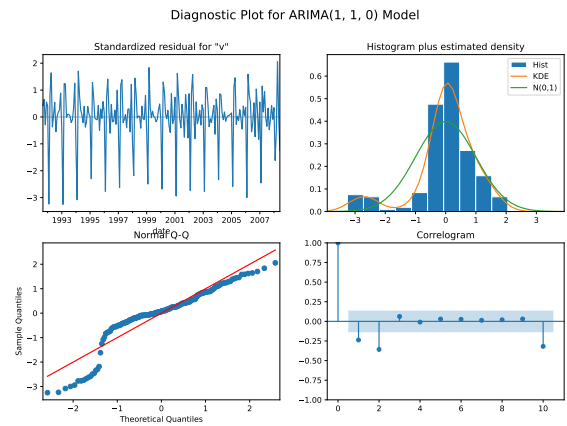 Diagnostic Plot for ARIMA(1, 1, 0) Model
Standardized residual for "v"
2
1
0
−1
−2
−3
1993 1995 1997 1999 2001 2003 2005 2007
date
Histogram plus estimated density
0.6
0.5
0.4
0.3
0.2
0.1
0.0
−3 −2 −1 0 1 2 3
Hist
KDE
N(0,1)
Normal Q-Q
Sample Quantiles
2
1
0
−1
−2
−3
−2 −1 0 1 2
Theoretical Quantiles
Correlogram
1.00
0.75
0.50
0.25
0.00
−0.25
−0.50
−0.75
−1.00
0 2 4 6 8 10